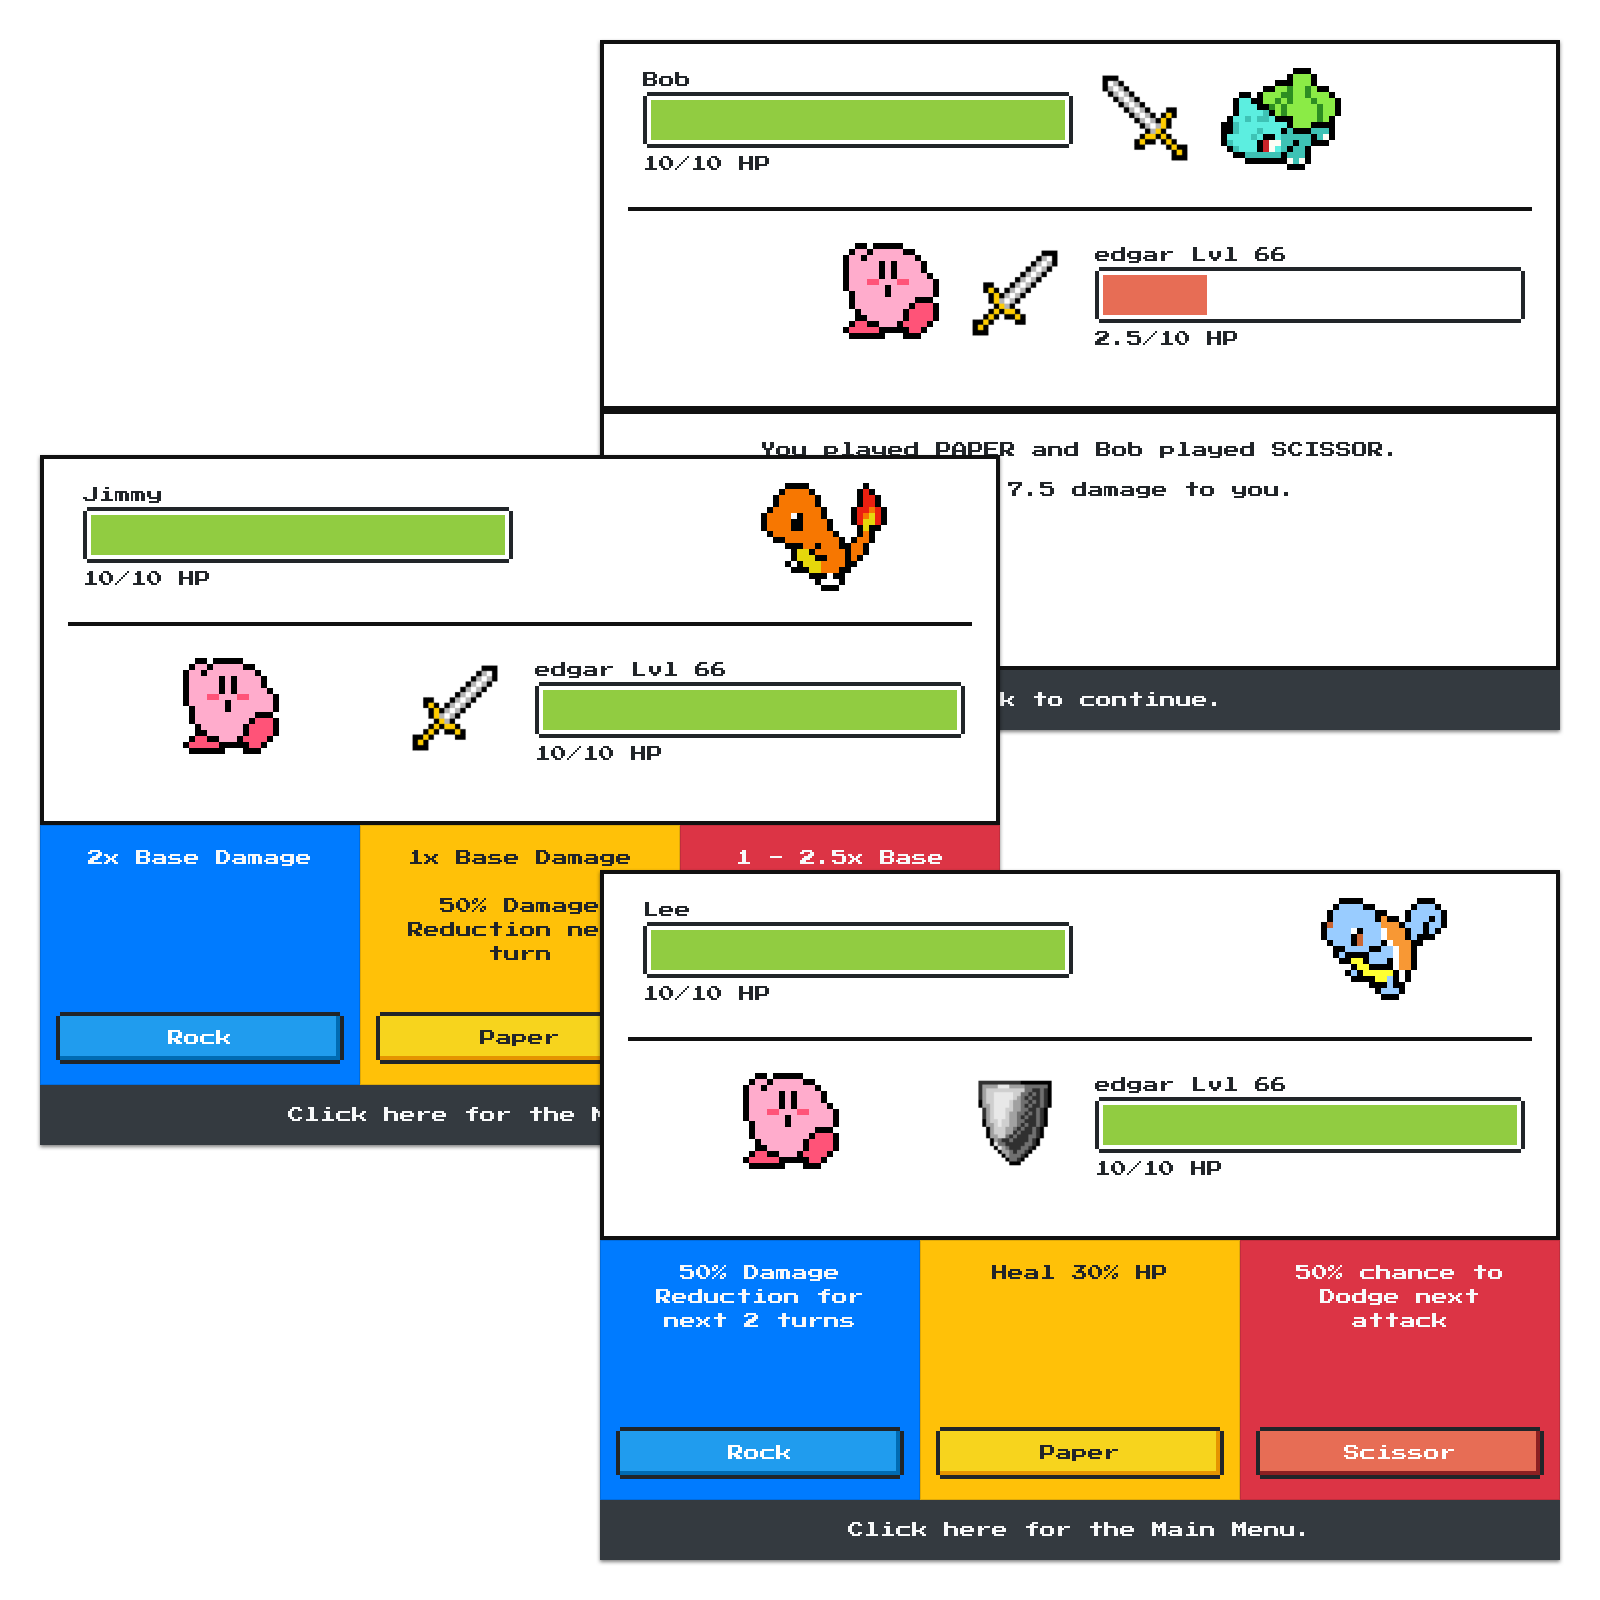 Bob
10/10 HP
edgar Lvl 66
2.5/10 HP
You played PAPER and Bob played SCISSOR.
7.5 damage to you.
to continue.
Jimmy
10/10 HP
edgar Lvl 66
10/10 HP
2x Base Damage
Rock
1x Base Damage
50% Damage
Reduction
turn
Paper
1 - 2.5x Base
Click here for the
Lee
10/10 HP
edgar Lvl 66
10/10 HP
50% Damage
Reduction for
next 2 turns
Rock
Heal 30% HP
Paper
50% chance to
Dodge next
attack
Scissor
Click here for the Main Menu.